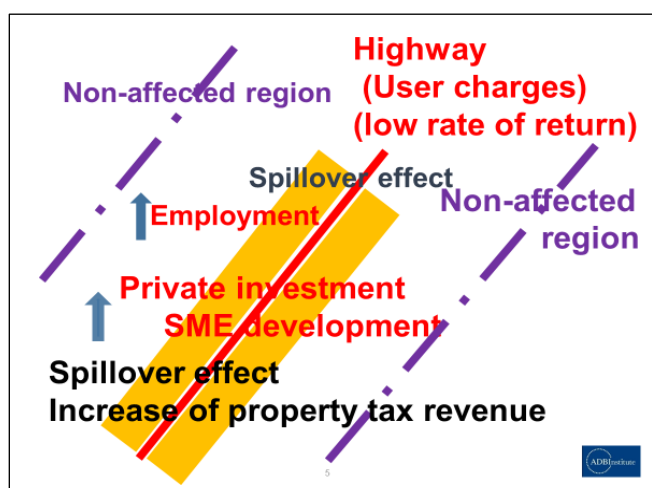 Highway
(User charges)
(low rate of return)
Non-affected region
Spillover effect
Non-affected
region
Employment
Private investment
SME development
Spillover effect
Increase of property tax revenue
5
ADBInstitute